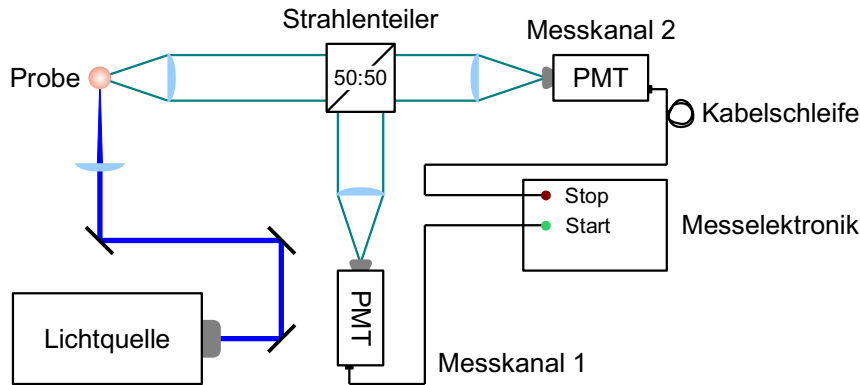 Strahlenteiler
Messkanal 2
Probe
50:50
PMT
Kabelschleife
Stop
Start
Messelektronik
PMT
Lichtquelle
Messkanal 1